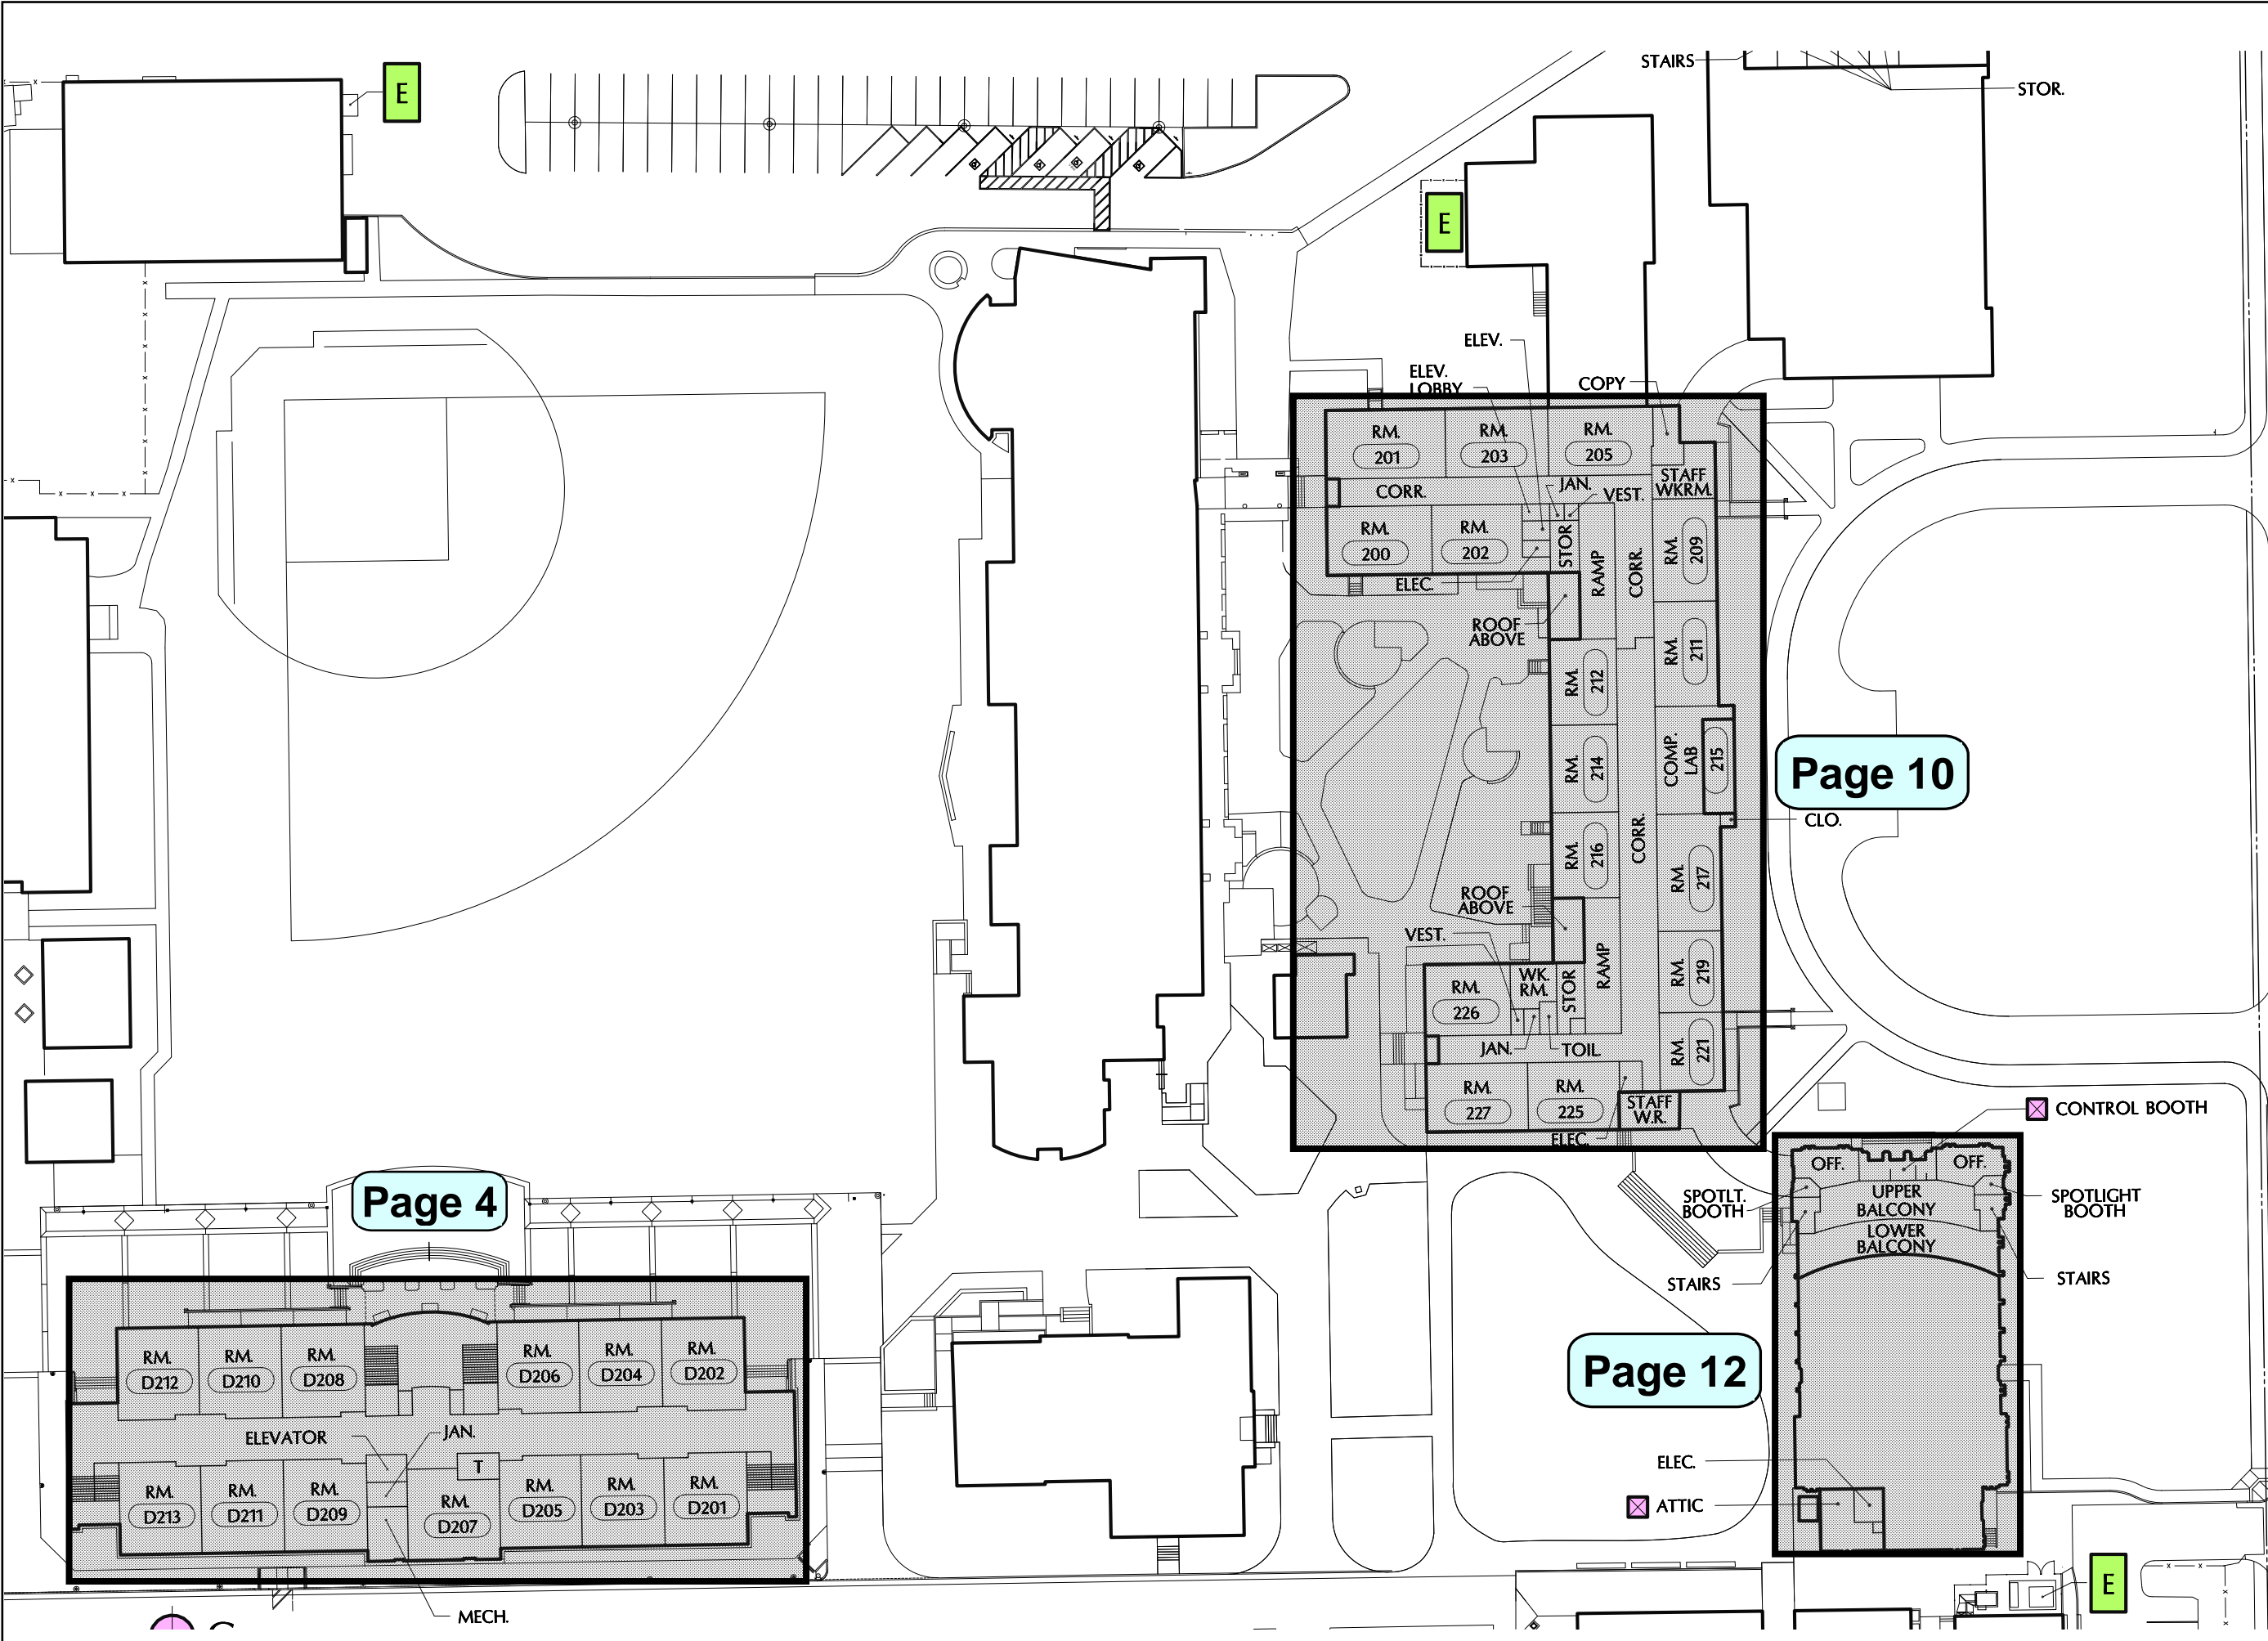 STAIRS
STOR.
E
E
ELEV.
ELEV.
LOBBY
COPY
RM.
201
RM.
203
RM.
205
STAFF
WKRM.
CORR.
JAN.
VEST.
RM.
200
RM.
202
STOR
RAMP
CORR.
RM.
209
ELEC.
ROOF
ABOVE
RM.
211
RM.
212
RM.
214
COMP.
LAB
215
Page 10
CLO.
RM.
216
CORR.
RM.
217
ROOF
ABOVE
VEST.
RM.
226
WK.
RM.
STOR
RAMP
RM.
219
JAN.
TOIL
RM.
221
RM.
227
RM.
225
STAFF
W.R.
ELEC.
CONTROL BOOTH
OFF.
OFF.
SPOTLT.
BOOTH
UPPER
BALCONY
SPOTLIGHT
BOOTH
LOWER
BALCONY
STAIRS
STAIRS
Page 12
ELEC.
ATTIC
E
Page 4
RM.
D212
RM.
D210
RM.
D208
RM.
D206
RM.
D204
RM.
D202
ELEVATOR
JAN.
T
RM.
D213
RM.
D211
RM.
D209
RM.
D207
RM.
D205
RM.
D203
RM.
D201
MECH.